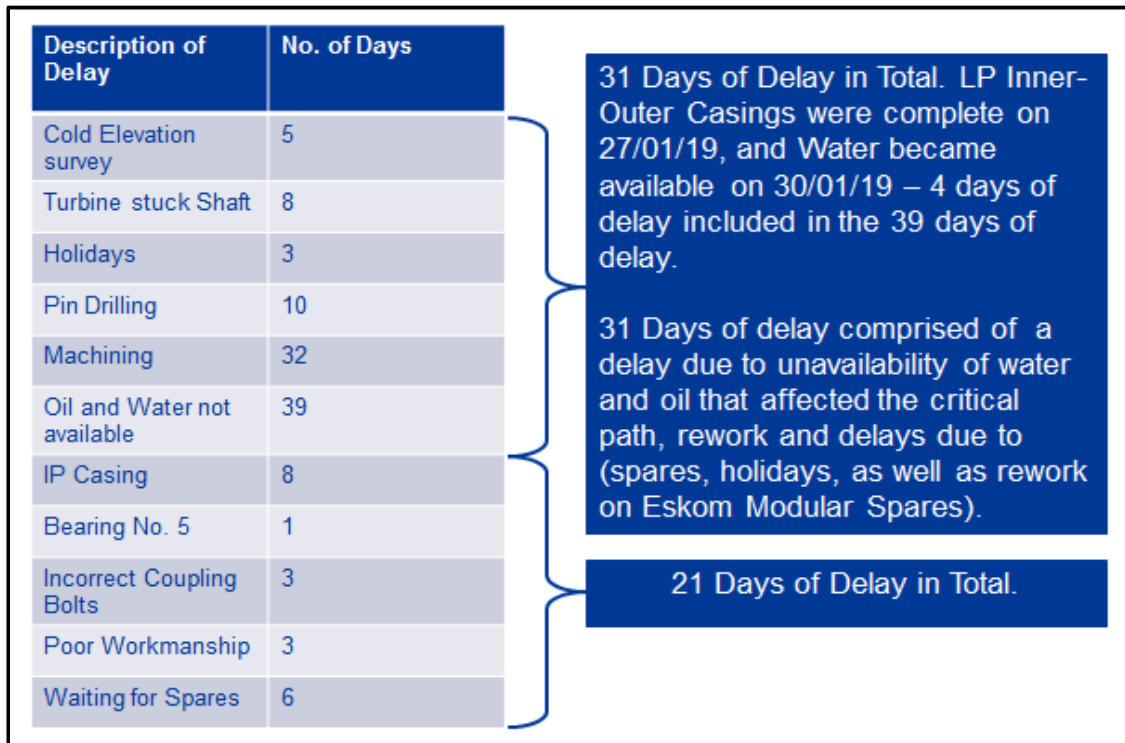 Description of
Delay
No. of Days
Cold Elevation
survey
5
Turbine stuck Shaft
8
Holidays
3
Pin Drilling
10
Machining
32
Oil and Water not
available
39
IP Casing
8
Bearing No. 5
1
Incorrect Coupling
Bolts
3
Poor Workmanship
3
Waiting for Spares
6
31 Days of Delay in Total. LP Inner-
Outer Casings were complete on
27/01/19, and Water became
available on 30/01/19 – 4 days of
delay included in the 39 days of
delay.
31 Days of delay comprised of a
delay due to unavailability of water
and oil that affected the critical
path, rework and delays due to
(spares, holidays, as well as rework
on Eskom Modular Spares).
21 Days of Delay in Total.